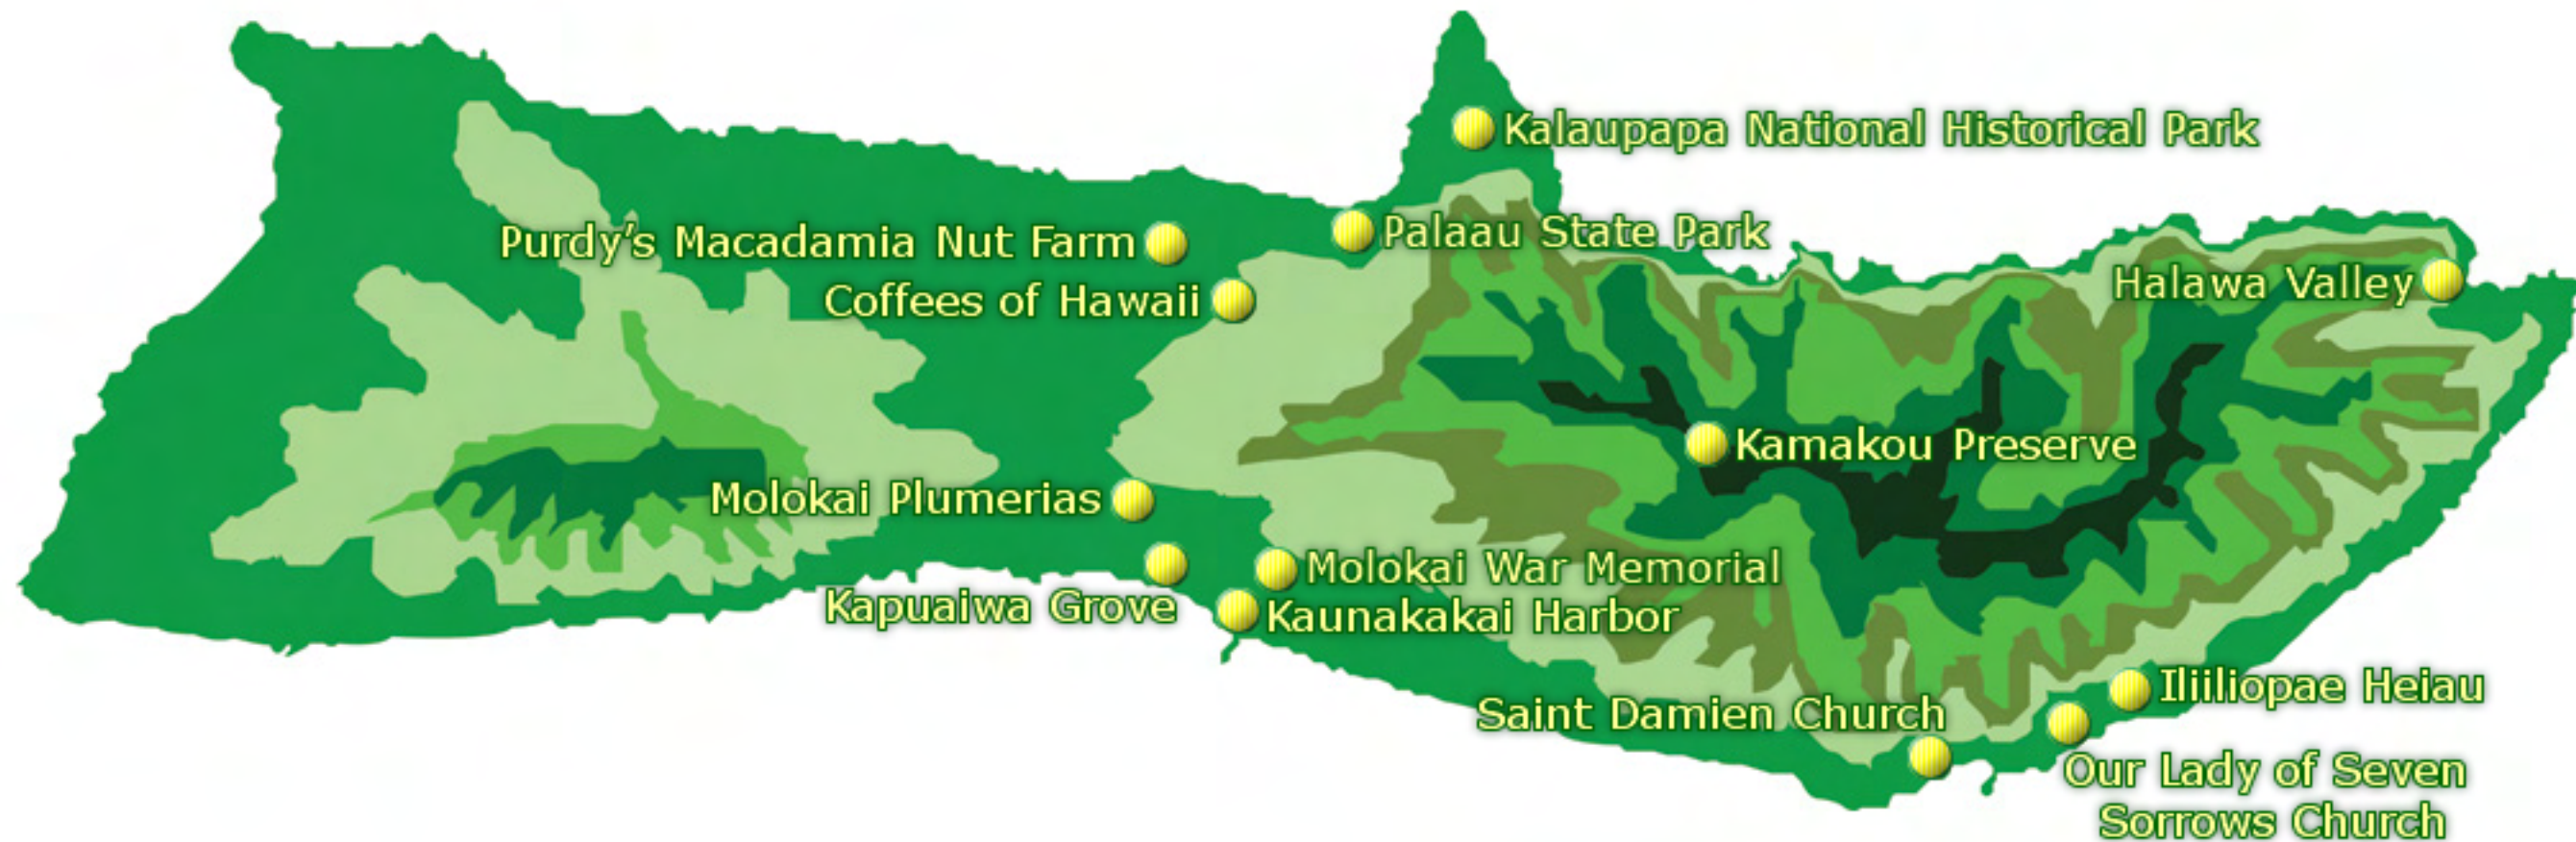 Kalaupapa National Historical Park
Purdy's Macadamia Nut Farm
Palaau State Park
Coffees of Hawaii
Halawa Valley
Kamakou Preserve
Molokai Plumerias
Molokai War Memorial
Kapuaiwa Grove
Kaunakakai Harbor
Iliiliopae Heiau
Saint Damien Church
Our Lady of Seven
Sorrows Church